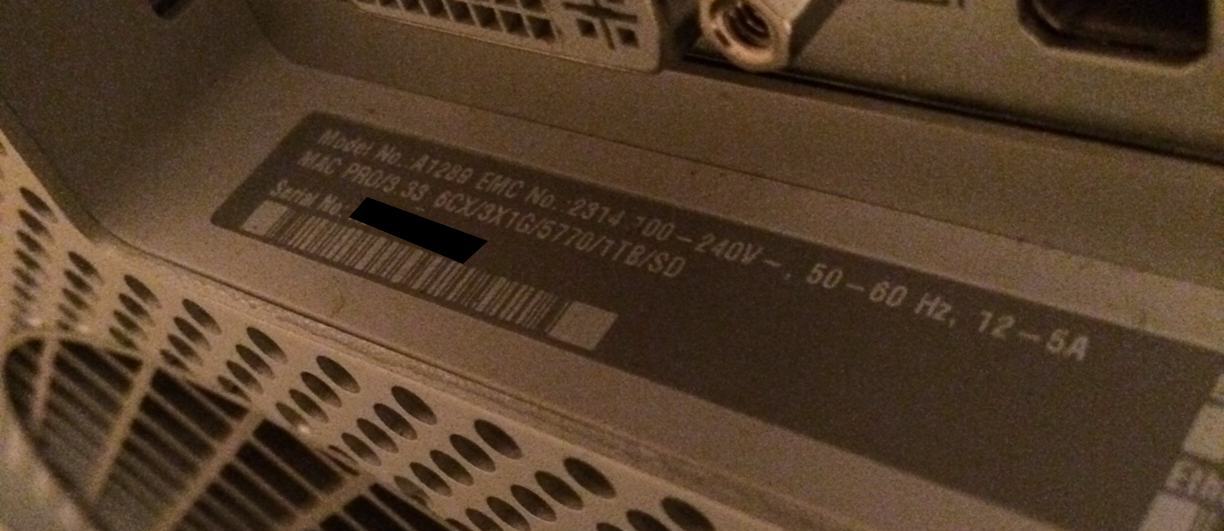 Model No.: A1289 EMC No.: 2314 100-240V~, 50-60 Hz, 12-5A
MAC PRO/3.33 6CX/3X1G/5770/1TB/SD
Serial No.: